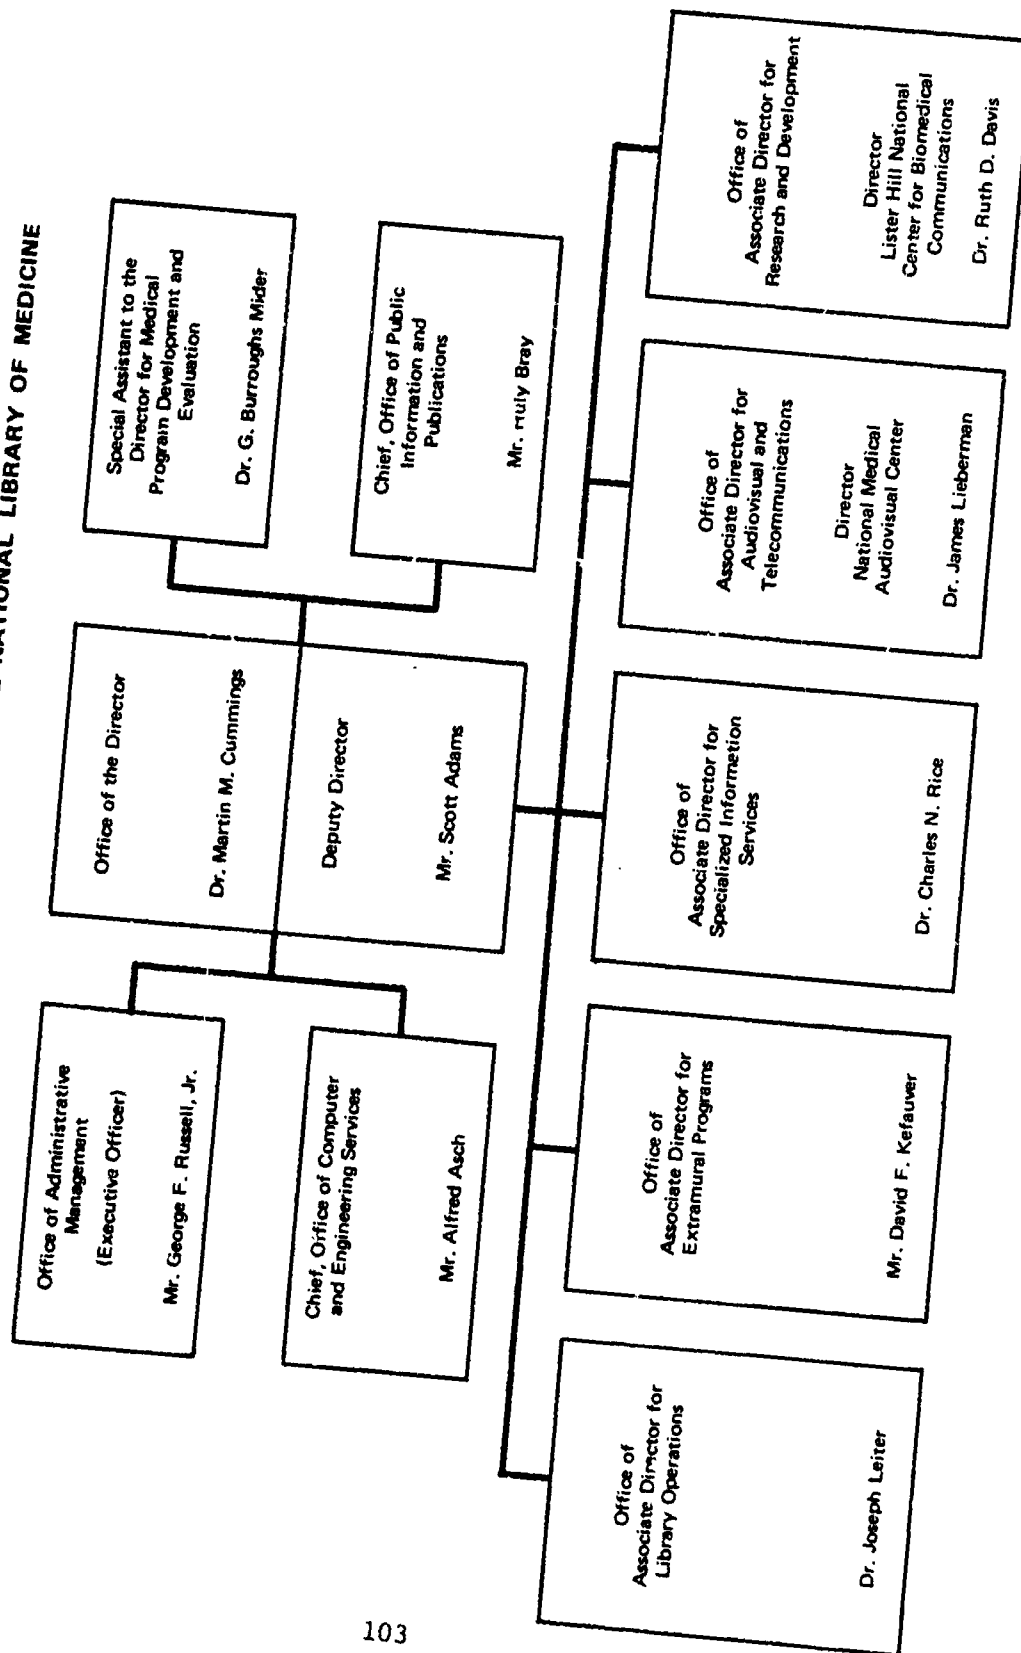 NATIONAL LIBRARY OF MEDICINE
Office of Administrative
Management
(Executive Officer)
Mr. George F. Russell, Jr.
Chief, Office of Computer
and Engineering Services
Mr. Alfred Asch
Office of the Director
Dr. Martin M. Cummings
Deputy Director
Mr. Scott Adams
Special Assistant to the
Director for Medical
Program Development and
Evaluation
Dr. G. Burroughs Mider
Chief, Office of Public
Information and
Publications
Mr. Bray
Office of
Associate Director for
Library Operations
Dr. Joseph Leiter
Office of
Associate Director for
Extramural Programs
Mr. David F. Kefauver
Office of
Associate Director for
Specialized Information
Services
Dr. Charles N. Rice
Office of
Associate Director for
Audiovisual and
Telecommunications
Director
National Medical
Audiovisual Center
Dr. James Lieberman
Office of
Associate Director for
Research and Development
Director
Lister Hill National
Center for Biomedical
Communications
Dr. Ruth D. Davis
103